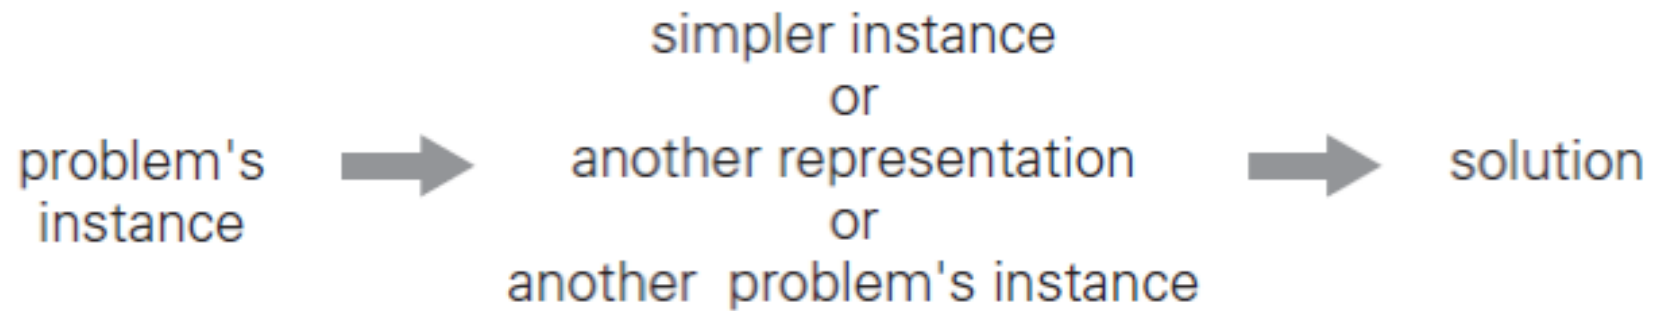 problem's
instance
simpler instance
or
another representation
or
another problem's instance
solution